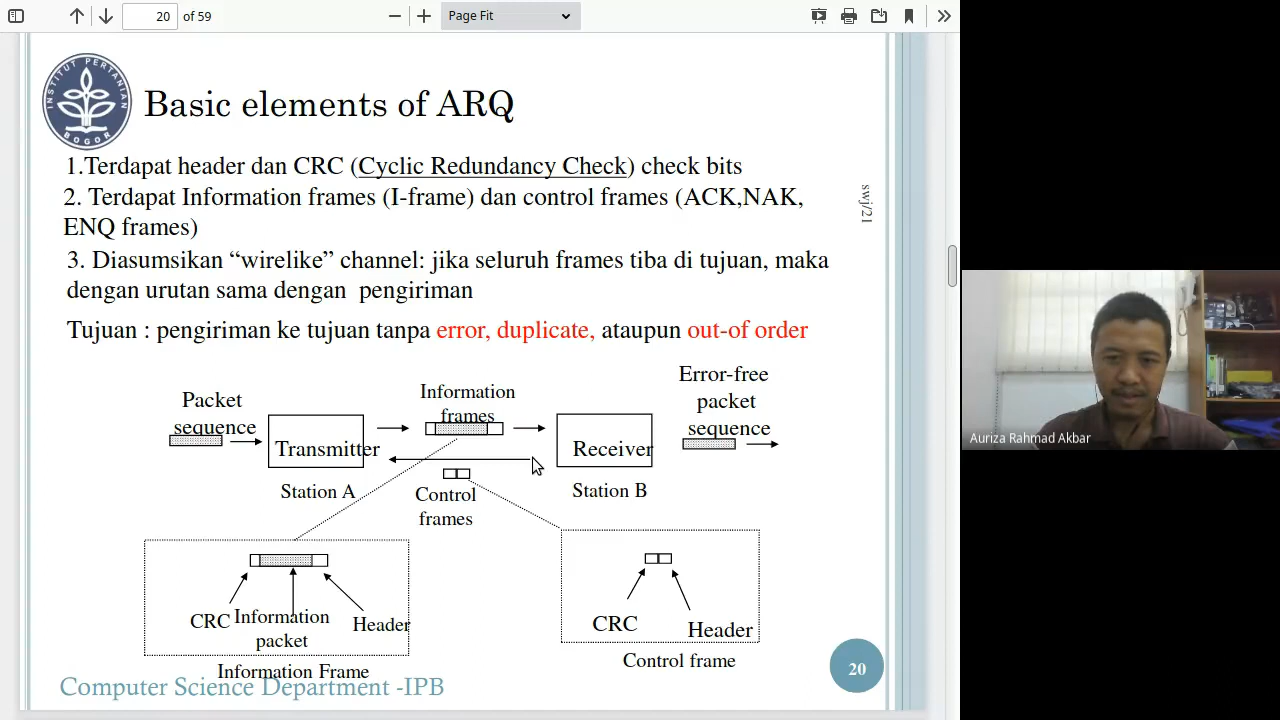 20 of 59
Page Fit
INSTITUT PERTANIAN
BOGOR
Basic elements of ARQ
1.Terdapat header dan CRC (Cyclic Redundancy Check) check bits
2. Terdapat Information frames (I-frame) dan control frames (ACK,NAK,
ENQ frames)
3. Diasumsikan “wirelike” channel: jika seluruh frames tiba di tujuan, maka
dengan urutan sama dengan pengiriman
Tujuan : pengiriman ke tujuan tanpa error, duplicate, ataupun out-of order
swj/21
Packet
sequence
Transmitter
Station A
Information
frames
Control
frames
Receiver
Station B
Error-free
packet
sequence
CRC
Information
packet
Header
Information Frame
CRC
Header
Control frame
Computer Science Department -IPB
20
Auriza Rahmad Akbar